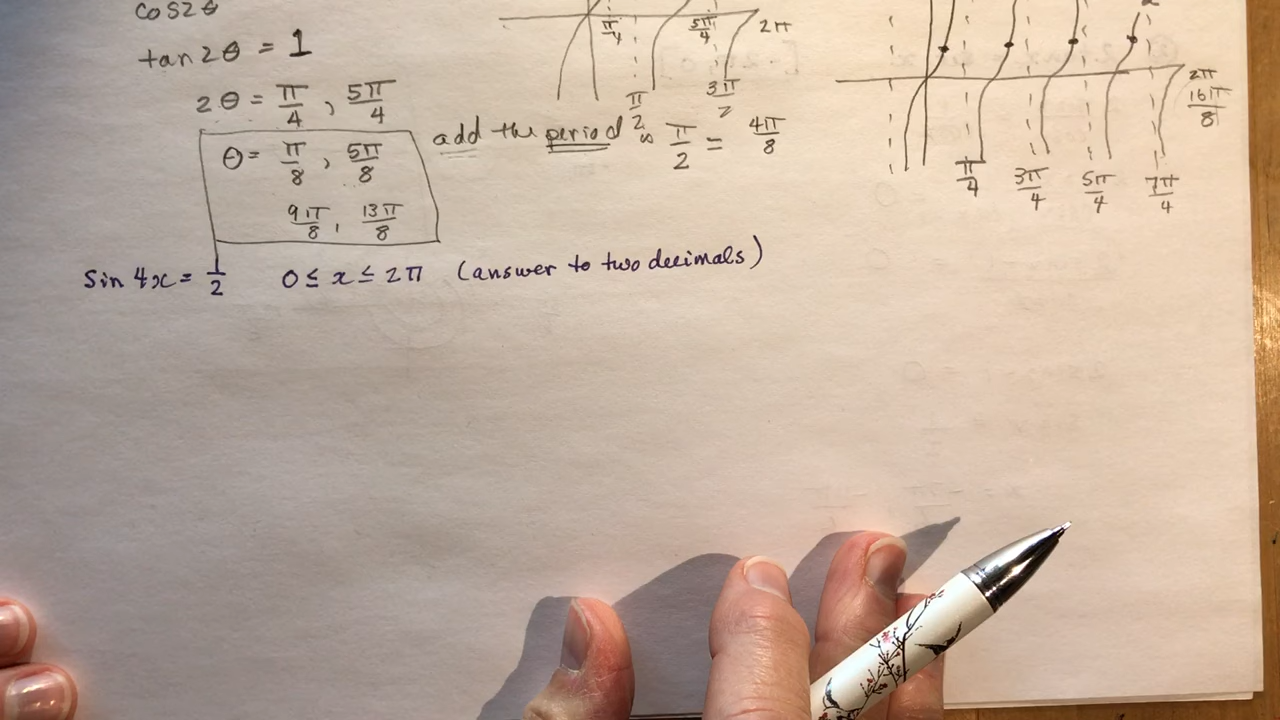 cos2θ
tan2θ = 1
2θ = π/4 , 5π/4
θ = π/8 , 5π/8
9π/8 , 13π/8
add the period π/2 = 4π/8
π/4 5π/4 2π
π/2 3π/2
2π
16π/8
π/4 3π/4 5π/4 7π/4
Sin 4x = 1/2 0 ≤ x ≤ 2π (answer to two decimals)